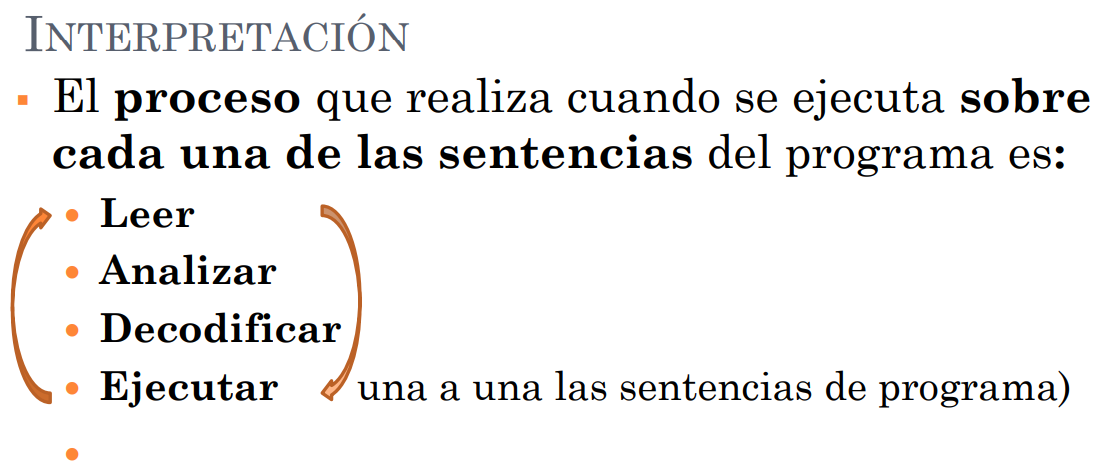 INTERPRETACIÓN
El proceso que realiza cuando se ejecuta sobre
cada una de las sentencias del programa es:
Leer
Analizar
Decodificar
Ejecutar una a una las sentencias de programa)